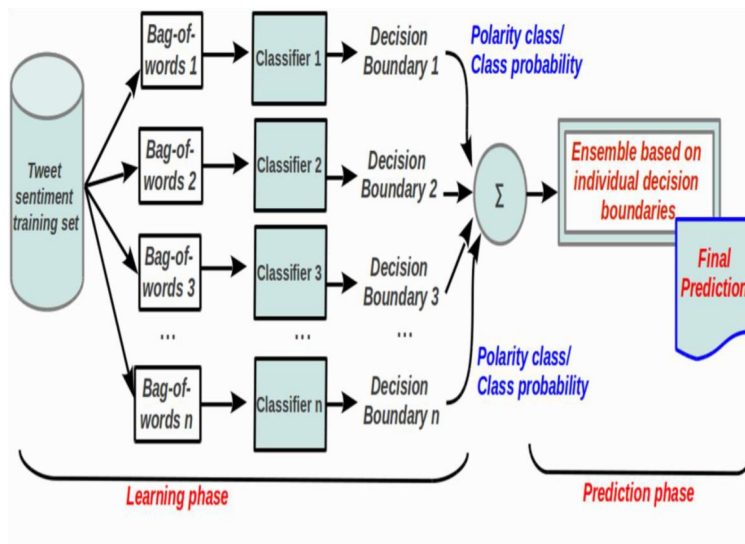 Bag-of-
words 1
Classifier 1
Decision
Boundary 1
Polarity class/
Class probability
Tweet
sentiment
training set
Bag-of-
words 2
Classifier 2
Decision
Boundary 2
Σ
Ensemble based on
individual decision
boundaries
Final
Prediction
Bag-of-
words 3
Classifier 3
Decision
Boundary 3
...
...
...
Bag-of-
words n
Classifier n
Decision
Boundary n
Polarity class/
Class probability
Learning phase
Prediction phase